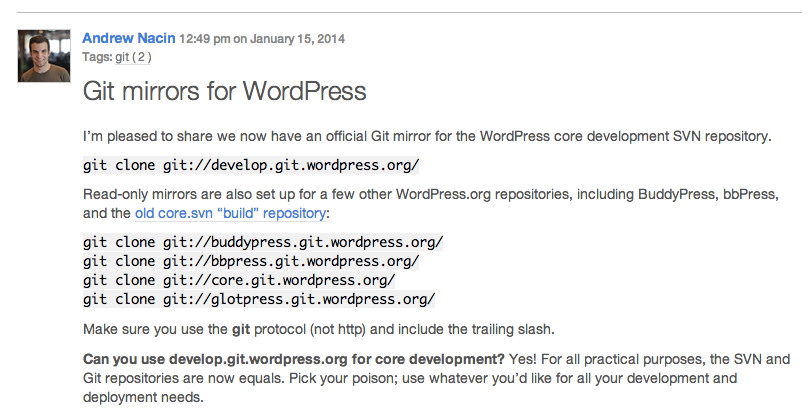 Andrew Nacin 12:49 pm on January 15, 2014
Tags: git ( 2 )
Git mirrors for WordPress
I'm pleased to share we now have an official Git mirror for the WordPress core development SVN repository.
git clone git://develop.git.wordpress.org/
Read-only mirrors are also set up for a few other WordPress.org repositories, including BuddyPress, bbPress,
and the old core.svn “build” repository:
git clone git://buddypress.git.wordpress.org/
git clone git://bbpress.git.wordpress.org/
git clone git://core.git.wordpress.org/
git clone git://glotpress.git.wordpress.org/
Make sure you use the git protocol (not http) and include the trailing slash.
Can you use develop.git.wordpress.org for core development? Yes! For all practical purposes, the SVN and
Git repositories are now equals. Pick your poison; use whatever you'd like for all your development and
deployment needs.